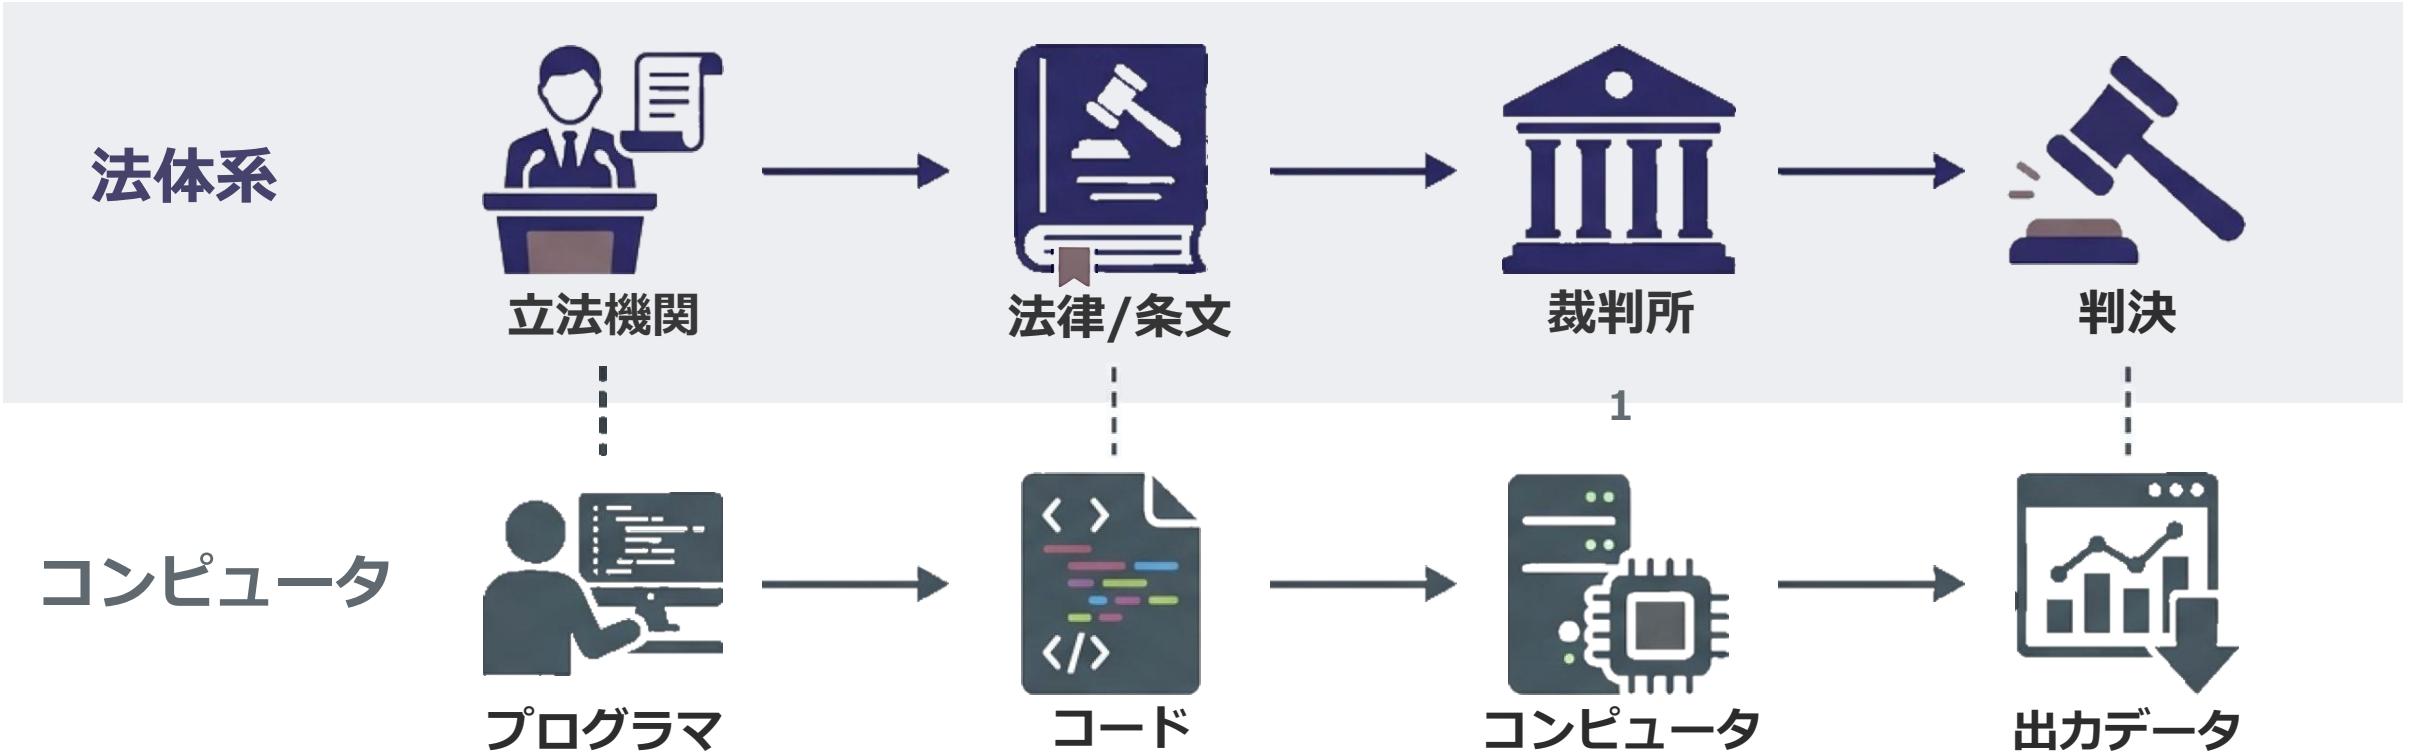 法体系
立法機関
法律/条文
裁判所
判決
1
コンピュータ
プログラマ
コード
コンピュータ
出力データ